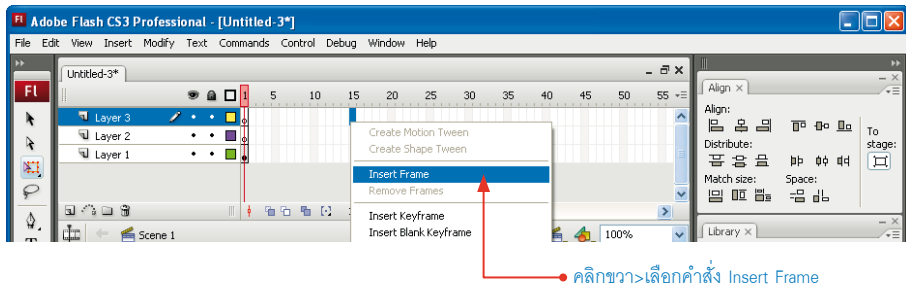 Adobe Flash CS3 Professional - [Untitled-3*]
File Edit View Insert Modify Text Commands Control Debug Window Help
Untitled-3*
Fl
1 5 10 15 20 25 30 35 40 45 50 55
Layer 3
Layer 2
Layer 1
Create Motion Tween
Create Shape Tween
Insert Frame
Remove Frames
Insert Keyframe
Insert Blank Keyframe
Scene 1
100%
Align
Align:
Distribute:
Match size: Space:
To
stage:
Library
คลิกขวา>เลือกคำสั่ง Insert Frame